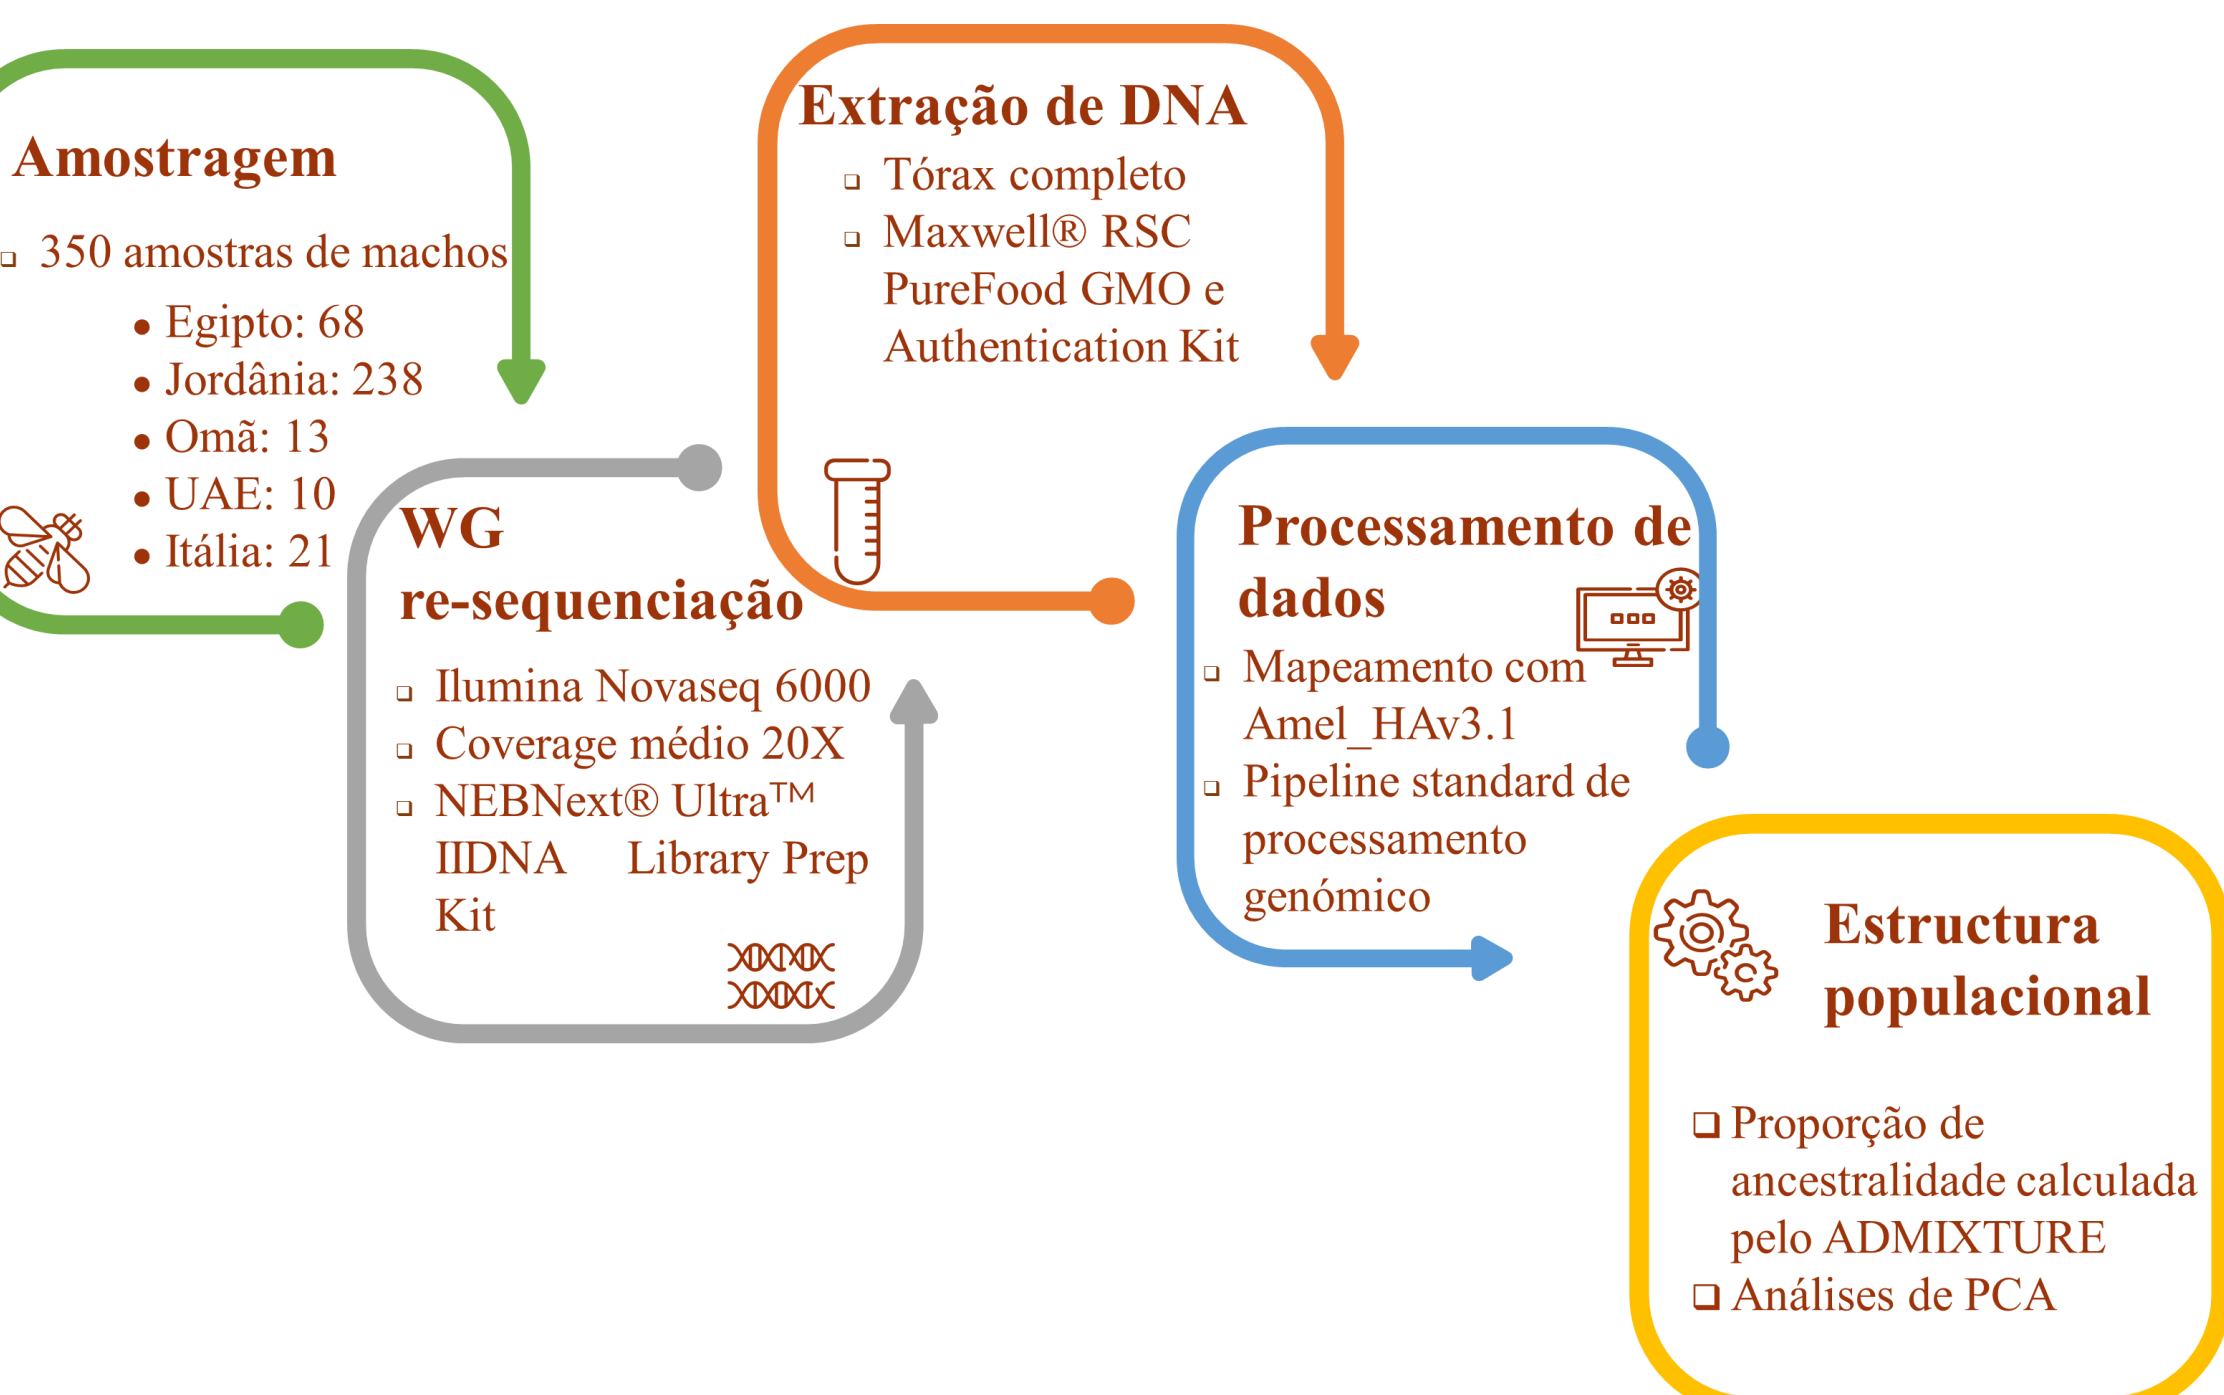 Amostragem
350 amostras de machos
• Egipto: 68
• Jordânia: 238
• Omã: 13
• UAE: 10
• Itália: 21
WG
re-sequenciação
Ilumina Novaseq 6000
Coverage médio 20X
NEBNext® Ultra™
IIDNA Library Prep
Kit
Extração de DNA
Tórax completo
Maxwell® RSC
PureFood GMO e
Authentication Kit
Processamento de
dados
Mapeamento com
Amel_HAv3.1
Pipeline standard de
processamento
genómico
Estructura
populacional
Proporção de
ancestralidade calculada
pelo ADMIXTURE
Análises de PCA